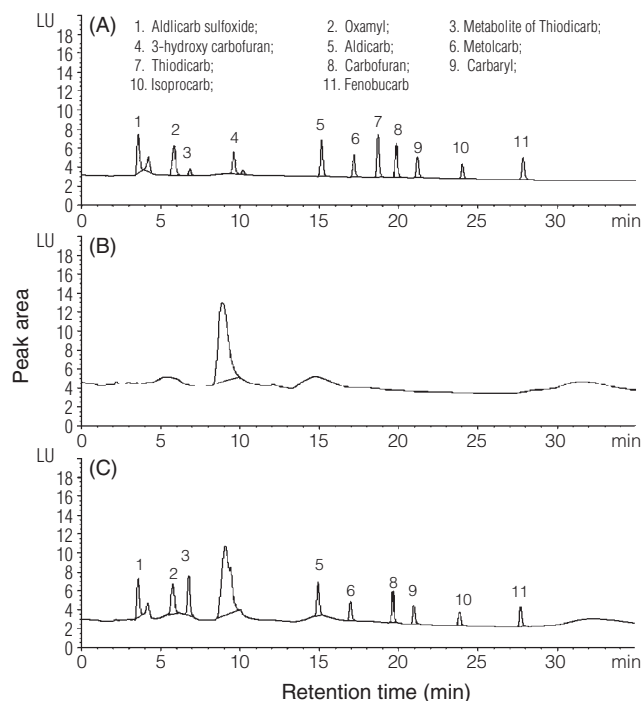 LU
(A)
1. Aldlicarb sulfoxide; 2. Oxamyl; 3. Metabolite of Thiodicarb;
4. 3-hydroxy carbofuran; 5. Aldicarb; 6. Metolcarb;
7. Thiodicarb; 8. Carbofuran; 9. Carbaryl;
10. Isoprocarb; 11. Fenobucarb
18
16
14
12
10
8
6
4
2
0
1 2 3 4 5 6 7 8 9 10 11
0 5 10 15 20 25 30 min
LU
(B)
18
16
14
12
10
8
6
4
2
0
0 5 10 15 20 25 30 min
Peak area
LU
(C)
18
16
14
12
10
8
6
4
2
0
1 2 3 5 6 8 9 10 11
0 5 10 15 20 25 30 min
Retention time (min)